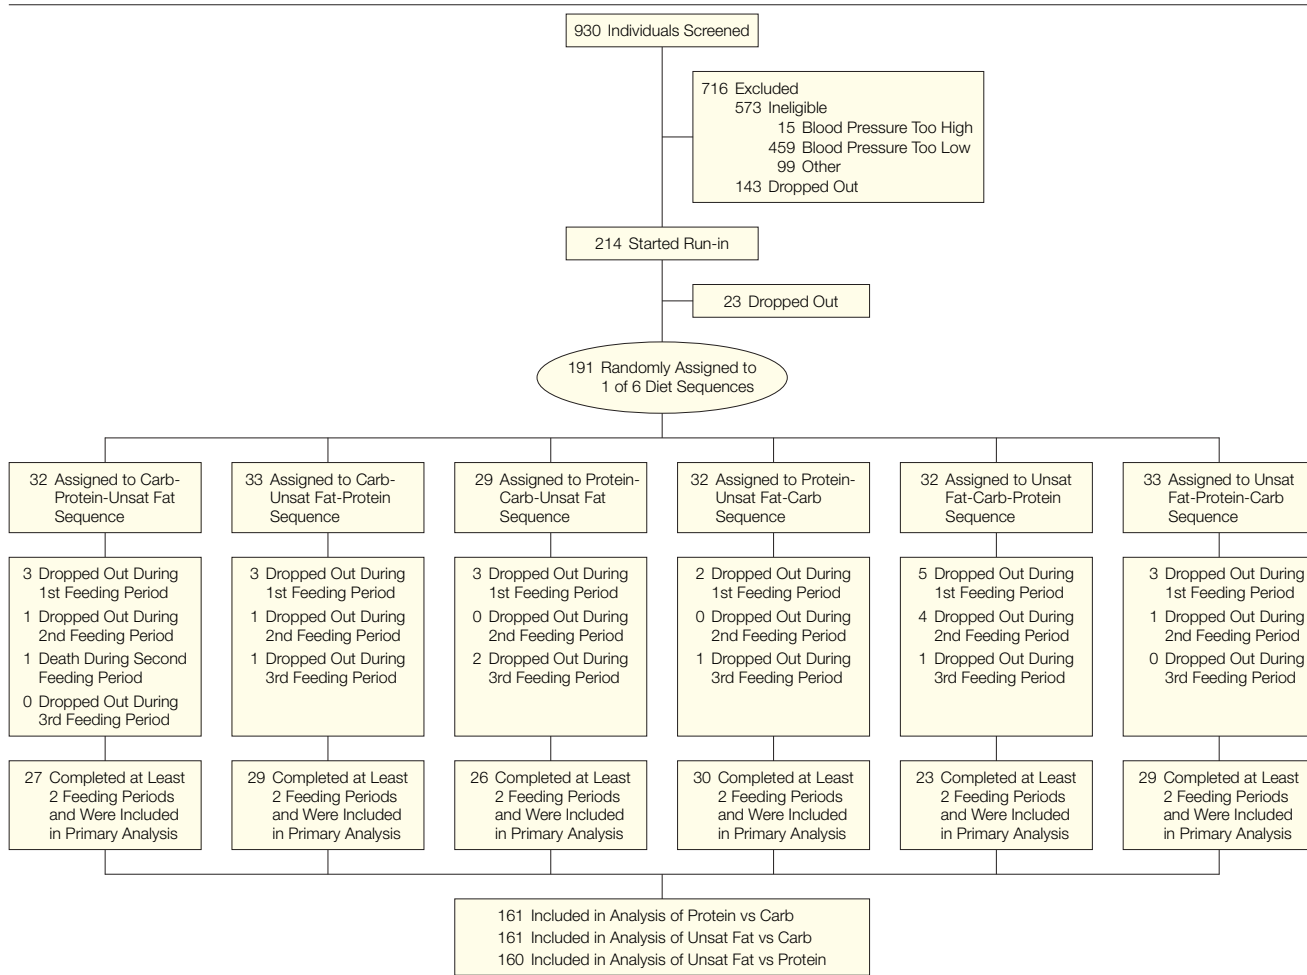 930 Individuals Screened
716 Excluded
573 Ineligible
15 Blood Pressure Too High
459 Blood Pressure Too Low
99 Other
143 Dropped Out
214 Started Run-in
23 Dropped Out
191 Randomly Assigned to
1 of 6 Diet Sequences
32 Assigned to Carb-
Protein-Unsat Fat
Sequence
33 Assigned to Carb-
Unsat Fat-Protein
Sequence
29 Assigned to Protein-
Carb-Unsat Fat
Sequence
32 Assigned to Protein-
Unsat Fat-Carb
Sequence
32 Assigned to Unsat
Fat-Carb-Protein
Sequence
33 Assigned to Unsat
Fat-Protein-Carb
Sequence
3 Dropped Out During
1st Feeding Period
1 Dropped Out During
2nd Feeding Period
1 Death During Second
Feeding Period
0 Dropped Out During
3rd Feeding Period
3 Dropped Out During
1st Feeding Period
1 Dropped Out During
2nd Feeding Period
1 Dropped Out During
3rd Feeding Period
3 Dropped Out During
1st Feeding Period
0 Dropped Out During
2nd Feeding Period
2 Dropped Out During
3rd Feeding Period
2 Dropped Out During
1st Feeding Period
0 Dropped Out During
2nd Feeding Period
1 Dropped Out During
3rd Feeding Period
5 Dropped Out During
1st Feeding Period
4 Dropped Out During
2nd Feeding Period
1 Dropped Out During
3rd Feeding Period
3 Dropped Out During
1st Feeding Period
1 Dropped Out During
2nd Feeding Period
0 Dropped Out During
3rd Feeding Period
27 Completed at Least
2 Feeding Periods
and Were Included
in Primary Analysis
29 Completed at Least
2 Feeding Periods
and Were Included
in Primary Analysis
26 Completed at Least
2 Feeding Periods
and Were Included
in Primary Analysis
30 Completed at Least
2 Feeding Periods
and Were Included
in Primary Analysis
23 Completed at Least
2 Feeding Periods
and Were Included
in Primary Analysis
29 Completed at Least
2 Feeding Periods
and Were Included
in Primary Analysis
161 Included in Analysis of Protein vs Carb
161 Included in Analysis of Unsat Fat vs Carb
160 Included in Analysis of Unsat Fat vs Protein